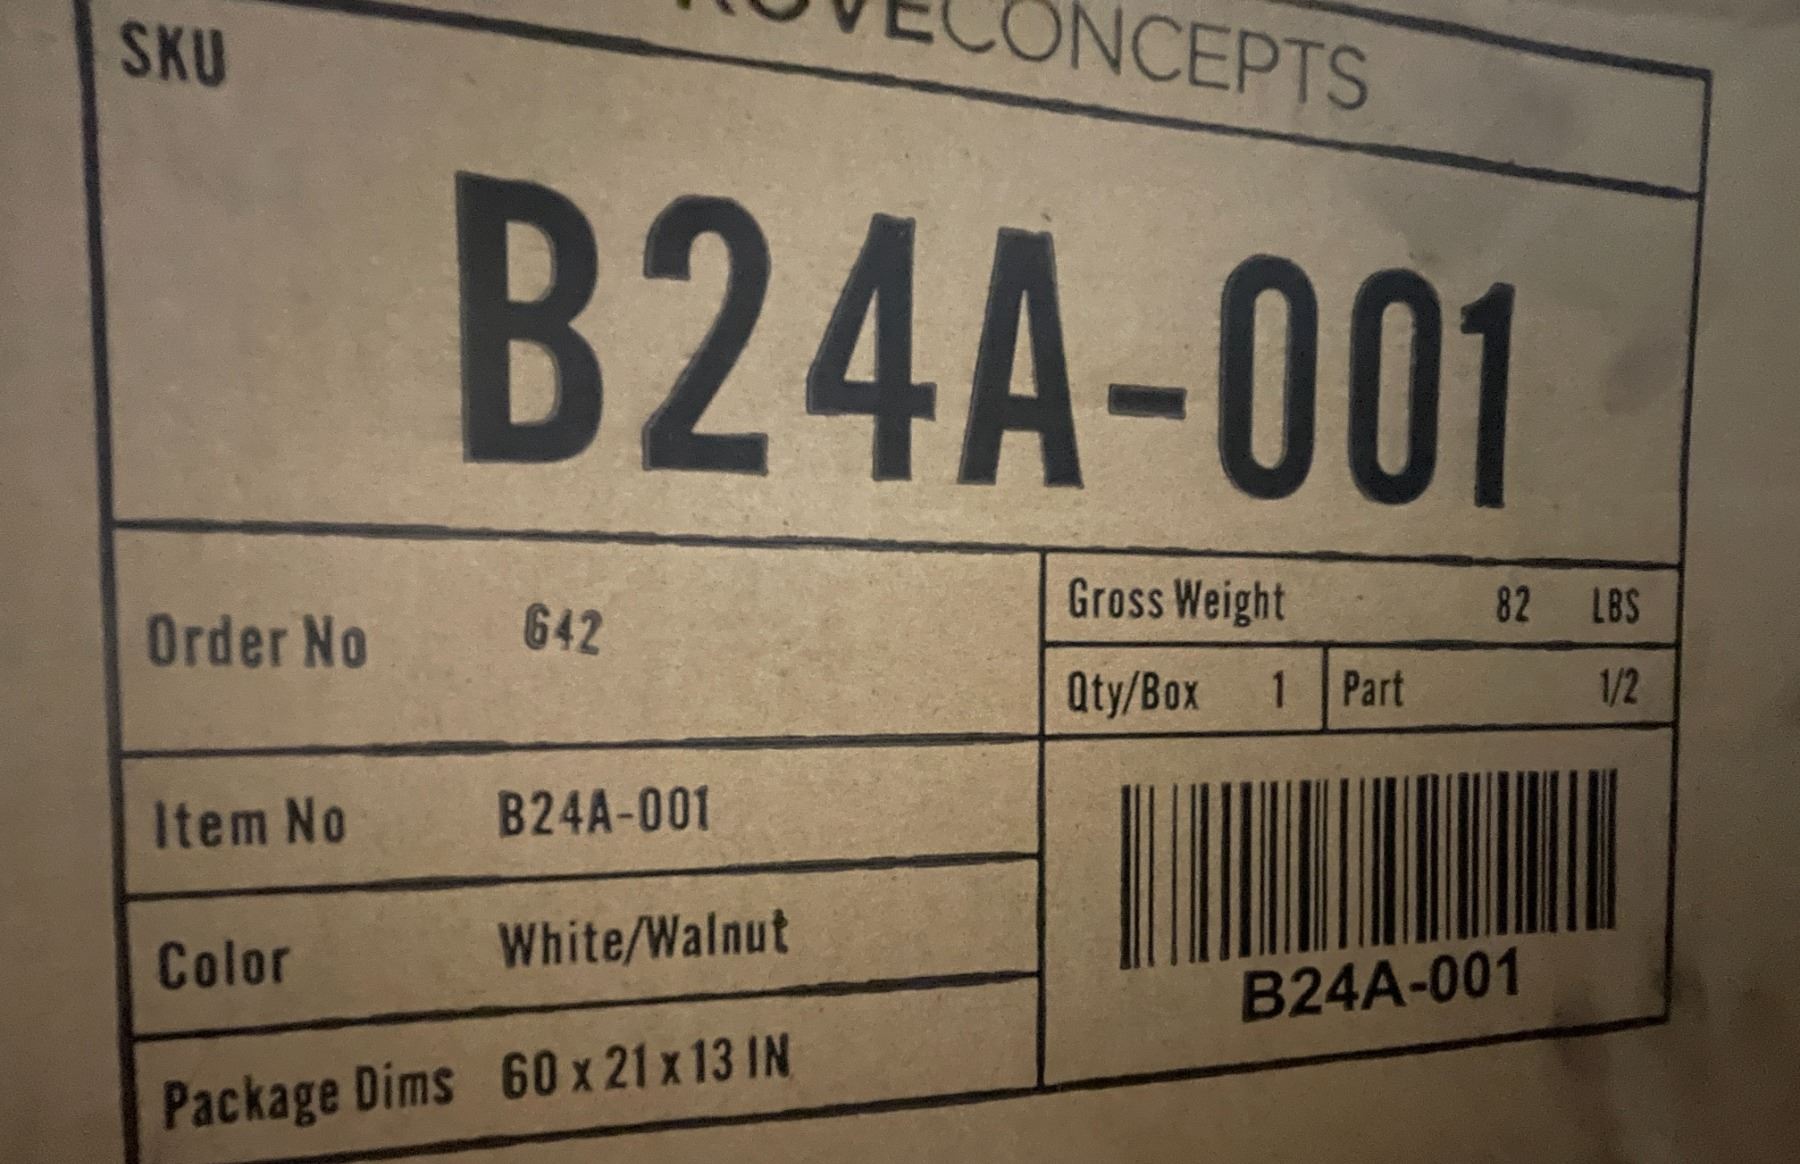 ROVECONCEPTS
SKU
B24A-001
Order No 642
Gross Weight 82 LBS
Qty/Box 1 Part 1/2
Item No B24A-001
Color White/Walnut
Package Dims 60 x 21 x 13 IN
B24A-001